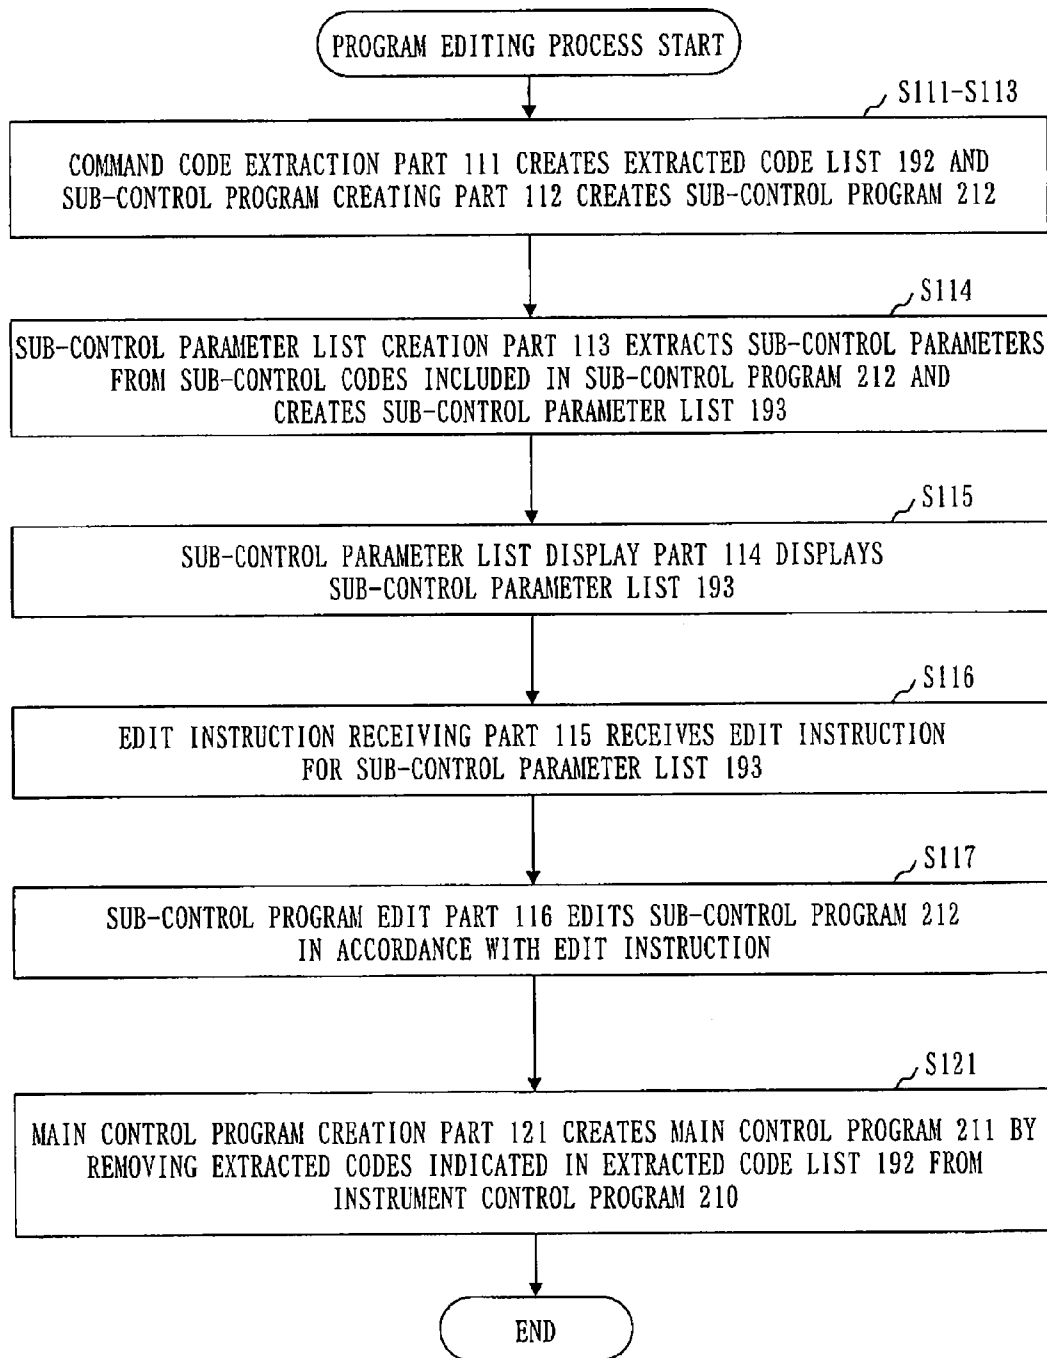 PROGRAM EDITING PROCESS START
S111-S113
COMMAND CODE EXTRACTION PART 111 CREATES EXTRACTED CODE LIST 192 AND
SUB-CONTROL PROGRAM CREATING PART 112 CREATES SUB-CONTROL PROGRAM 212
S114
SUB-CONTROL PARAMETER LIST CREATION PART 113 EXTRACTS SUB-CONTROL PARAMETERS
FROM SUB-CONTROL CODES INCLUDED IN SUB-CONTROL PROGRAM 212 AND
CREATES SUB-CONTROL PARAMETER LIST 193
S115
SUB-CONTROL PARAMETER LIST DISPLAY PART 114 DISPLAYS
SUB-CONTROL PARAMETER LIST 193
S116
EDIT INSTRUCTION RECEIVING PART 115 RECEIVES EDIT INSTRUCTION
FOR SUB-CONTROL PARAMETER LIST 193
S117
SUB-CONTROL PROGRAM EDIT PART 116 EDITS SUB-CONTROL PROGRAM 212
IN ACCORDANCE WITH EDIT INSTRUCTION
S121
MAIN CONTROL PROGRAM CREATION PART 121 CREATES MAIN CONTROL PROGRAM 211 BY
REMOVING EXTRACTED CODES INDICATED IN EXTRACTED CODE LIST 192 FROM
INSTRUMENT CONTROL PROGRAM 210
END